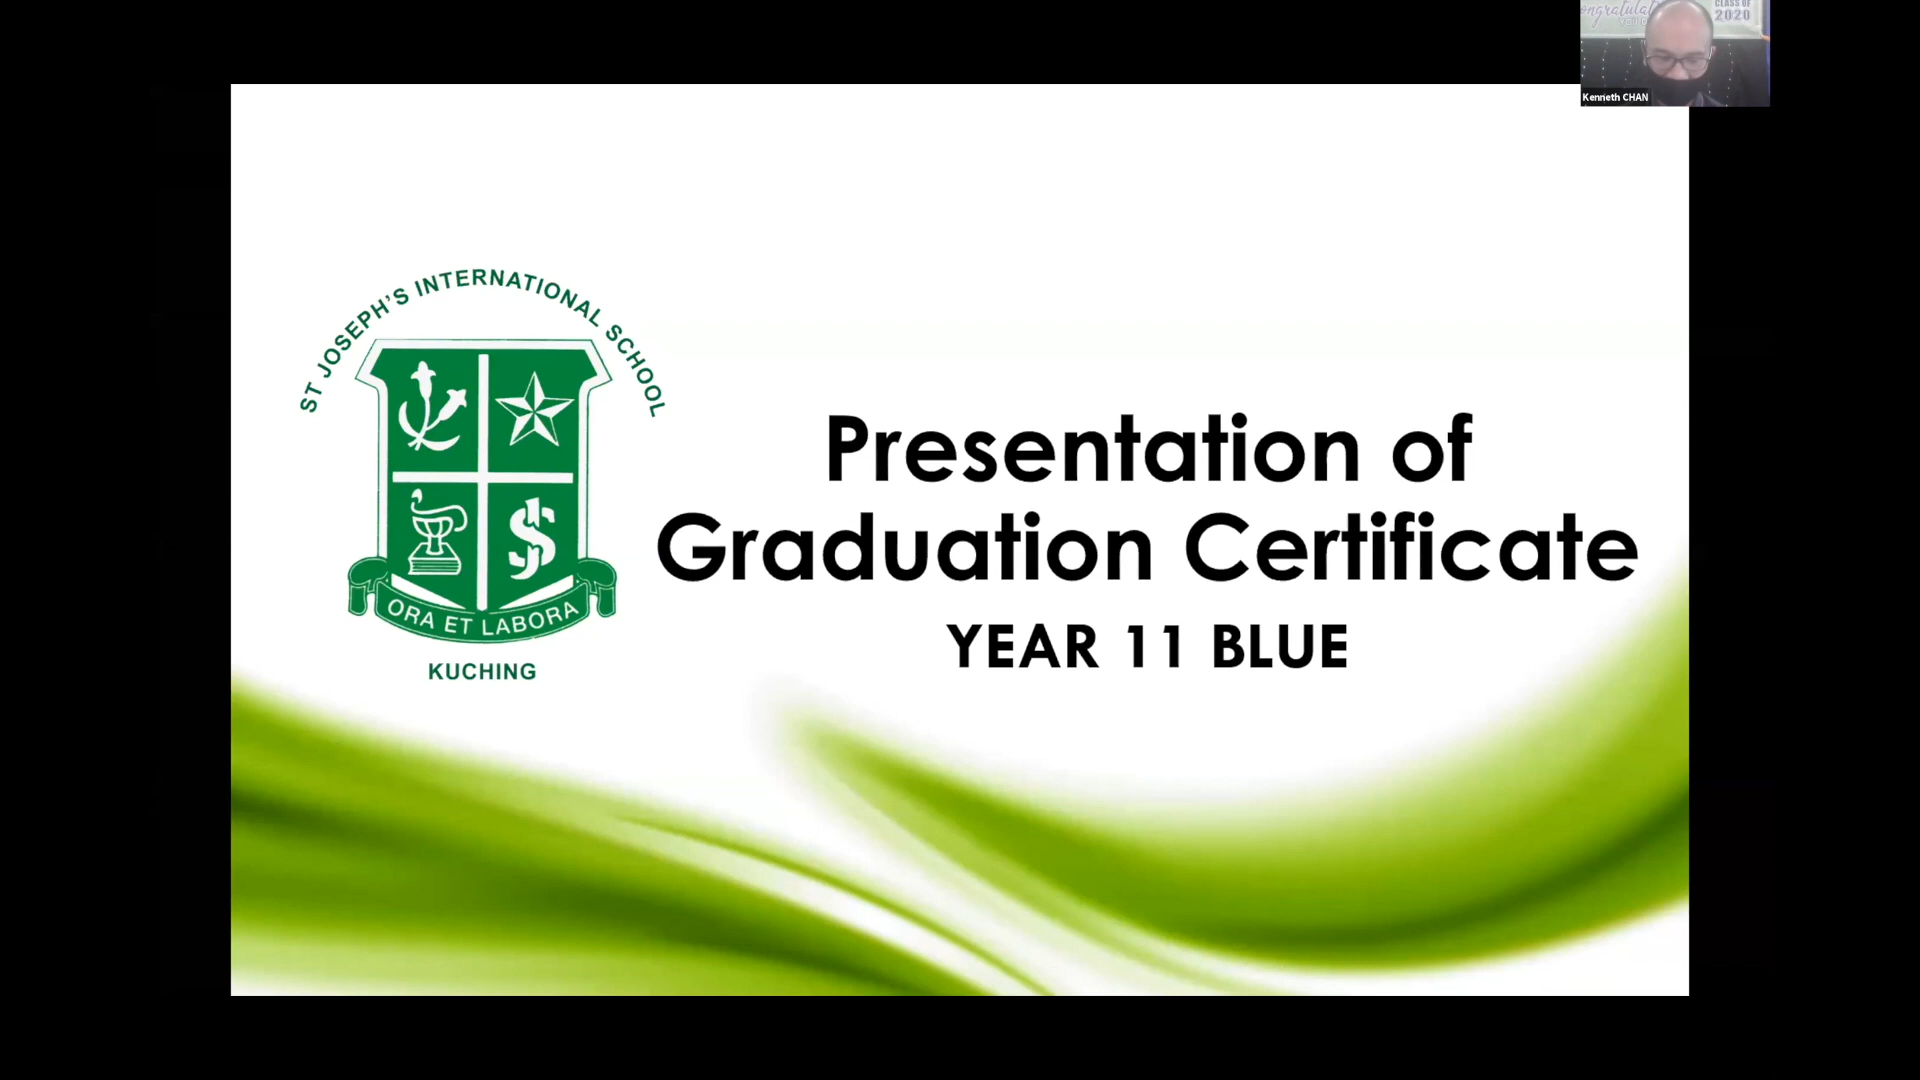 ongratulat
CLASS OF
2020
Kenneth CHAN
ST JOSEPH'S INTERNATIONAL SCHOOL
ORA ET LABORA
KUCHING
Presentation of
Graduation Certificate
YEAR 11 BLUE